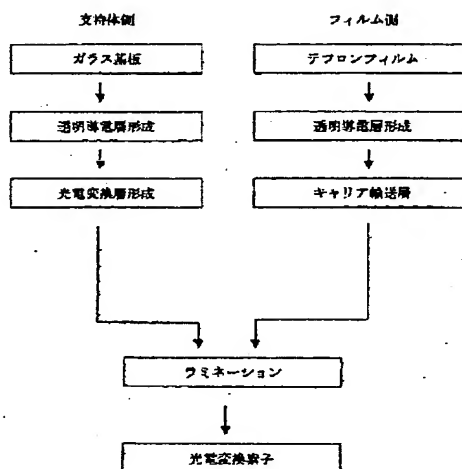 支持体側
フィルム側
ガラス基板
テフロンフィルム
透明導電層形成
透明導電層形成
光電変換層形成
キャリア輸送層
ラミネーション
光電変換素子